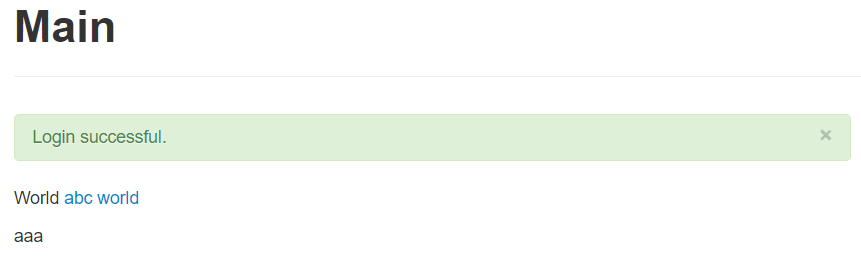 Main
Login successful. ×
World abc world
aaa